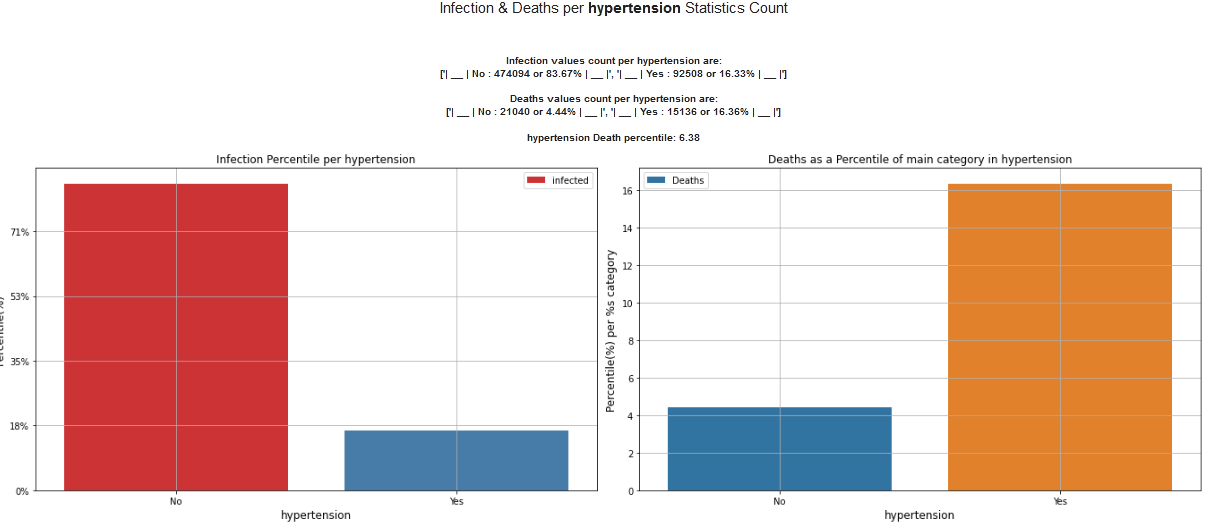 Infection & Deaths per hypertension Statistics Count
Infection values count per hypertension are:
['| __ | No : 474094 or 83.67% | __ |', '| __ | Yes : 92508 or 16.33% | __ |']
Deaths values count per hypertension are:
['| __ | No : 21040 or 4.44% | __ |', '| __ | Yes : 15136 or 16.36% | __ |']
hypertension Death percentile: 6.38
Infection Percentile per hypertension
infected
71%
53%
35%
18%
0%
No
Yes
hypertension
Deaths as a Percentile of main category in hypertension
Deaths
Percentile(%) per %s category
16
14
12
10
8
6
4
2
0
No
Yes
hypertension